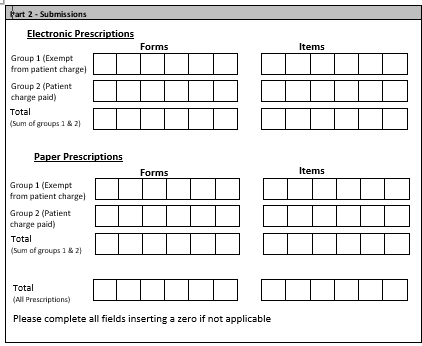 Part 2 - Submissions
Electronic Prescriptions
Forms Items
Group 1 (Exempt
from patient charge)
Group 2 (Patient
charge paid)
Total
(Sum of groups 1 & 2)
Paper Prescriptions
Forms Items
Group 1 (Exempt
from patient charge)
Group 2 (Patient
charge paid)
Total
(Sum of groups 1 & 2)
Total
(All Prescriptions)
Please complete all fields inserting a zero if not applicable